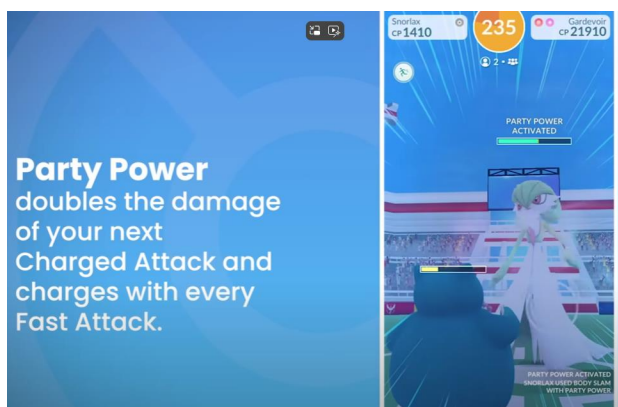 Party Power
doubles the damage
of your next
Charged Attack and
charges with every
Fast Attack.
Snorlax
CP1410
235
Gardevoir
CP21910
2
PARTY POWER
ACTIVATED
PARTY POWER ACTIVATED
SNORLAX USED BODY SLAM
WITH PARTY POWER